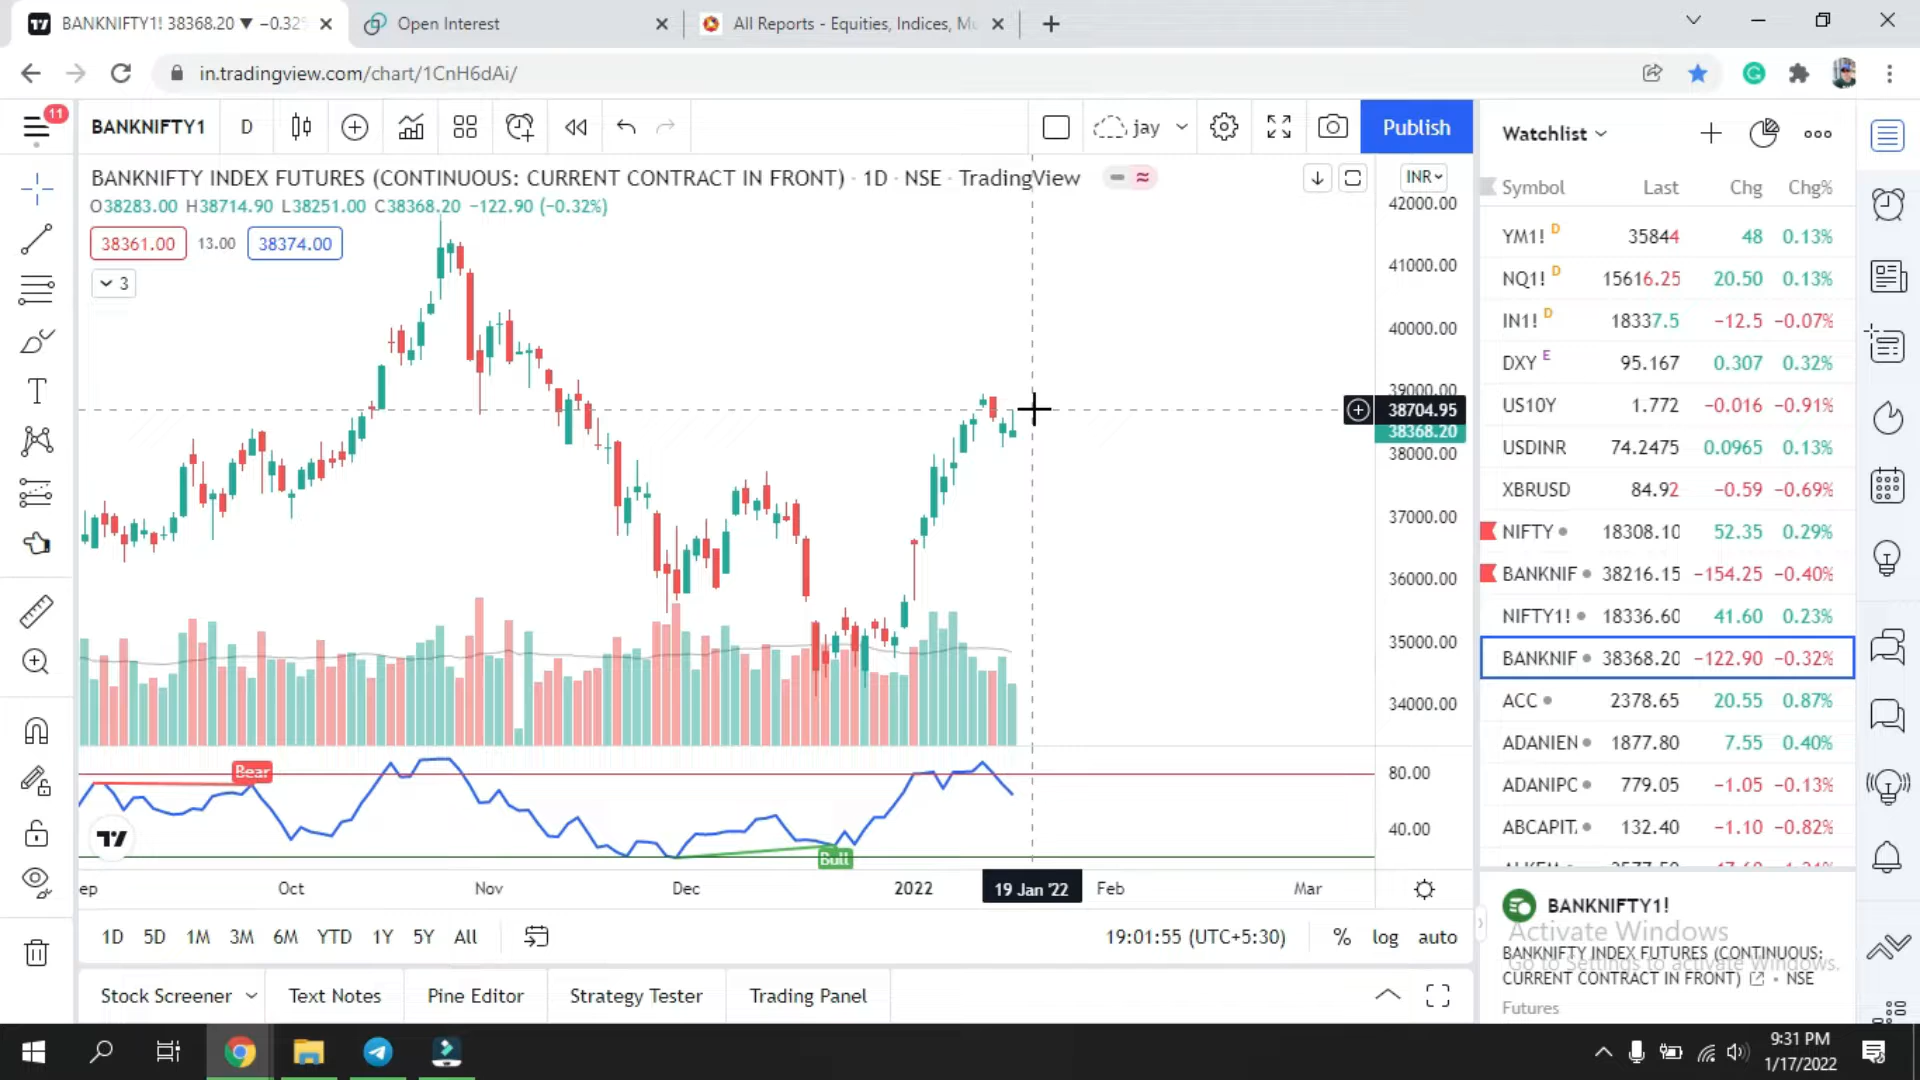 BANKNIFTY1! 38368.20 ▼ −0.32%
Open Interest
All Reports - Equities, Indices, Mu
in.tradingview.com/chart/1CnH6dAi/
11
BANKNIFTY1
D
jay
Publish
Watchlist
BANKNIFTY INDEX FUTURES (CONTINUOUS: CURRENT CONTRACT IN FRONT) · 1D · NSE · TradingView
INR
O38283.00 H38714.90 L38251.00 C38368.20 −122.90 (−0.32%)
38361.00 13.00 38374.00
3
42000.00
41000.00
40000.00
39000.00
38704.95
38368.20
38000.00
37000.00
36000.00
35000.00
34000.00
80.00
40.00
Bear
Bull
Oct Nov Dec 2022 19 Jan '22 Feb Mar
1D 5D 1M 3M 6M YTD 1Y 5Y All
19:01:55 (UTC+5:30) % log auto
Stock Screener Text Notes Pine Editor Strategy Tester Trading Panel
Symbol Last Chg Chg%
YM1! D 35844 48 0.13%
NQ1! D 15616.25 20.50 0.13%
IN1! D 18337.5 −12.5 −0.07%
DXY E 95.167 0.307 0.32%
US10Y 1.772 −0.016 −0.91%
USDINR 74.2475 0.0965 0.13%
XBRUSD 84.92 −0.59 −0.69%
NIFTY 18308.10 52.35 0.29%
BANKNIF 38216.15 −154.25 −0.40%
NIFTY1! 18336.60 41.60 0.23%
BANKNIF 38368.20 −122.90 −0.32%
ACC 2378.65 20.55 0.87%
ADANIEN 1877.80 7.55 0.40%
ADANIPC 779.05 −1.05 −0.13%
ABCAPIT. 132.40 −1.10 −0.82%
BANKNIFTY1!
Activate Windows
Go to Settings to activate Windows.
BANKNIFTY INDEX FUTURES (CONTINUOUS:
CURRENT CONTRACT IN FRONT) · NSE
Futures
9:31 PM
1/17/2022